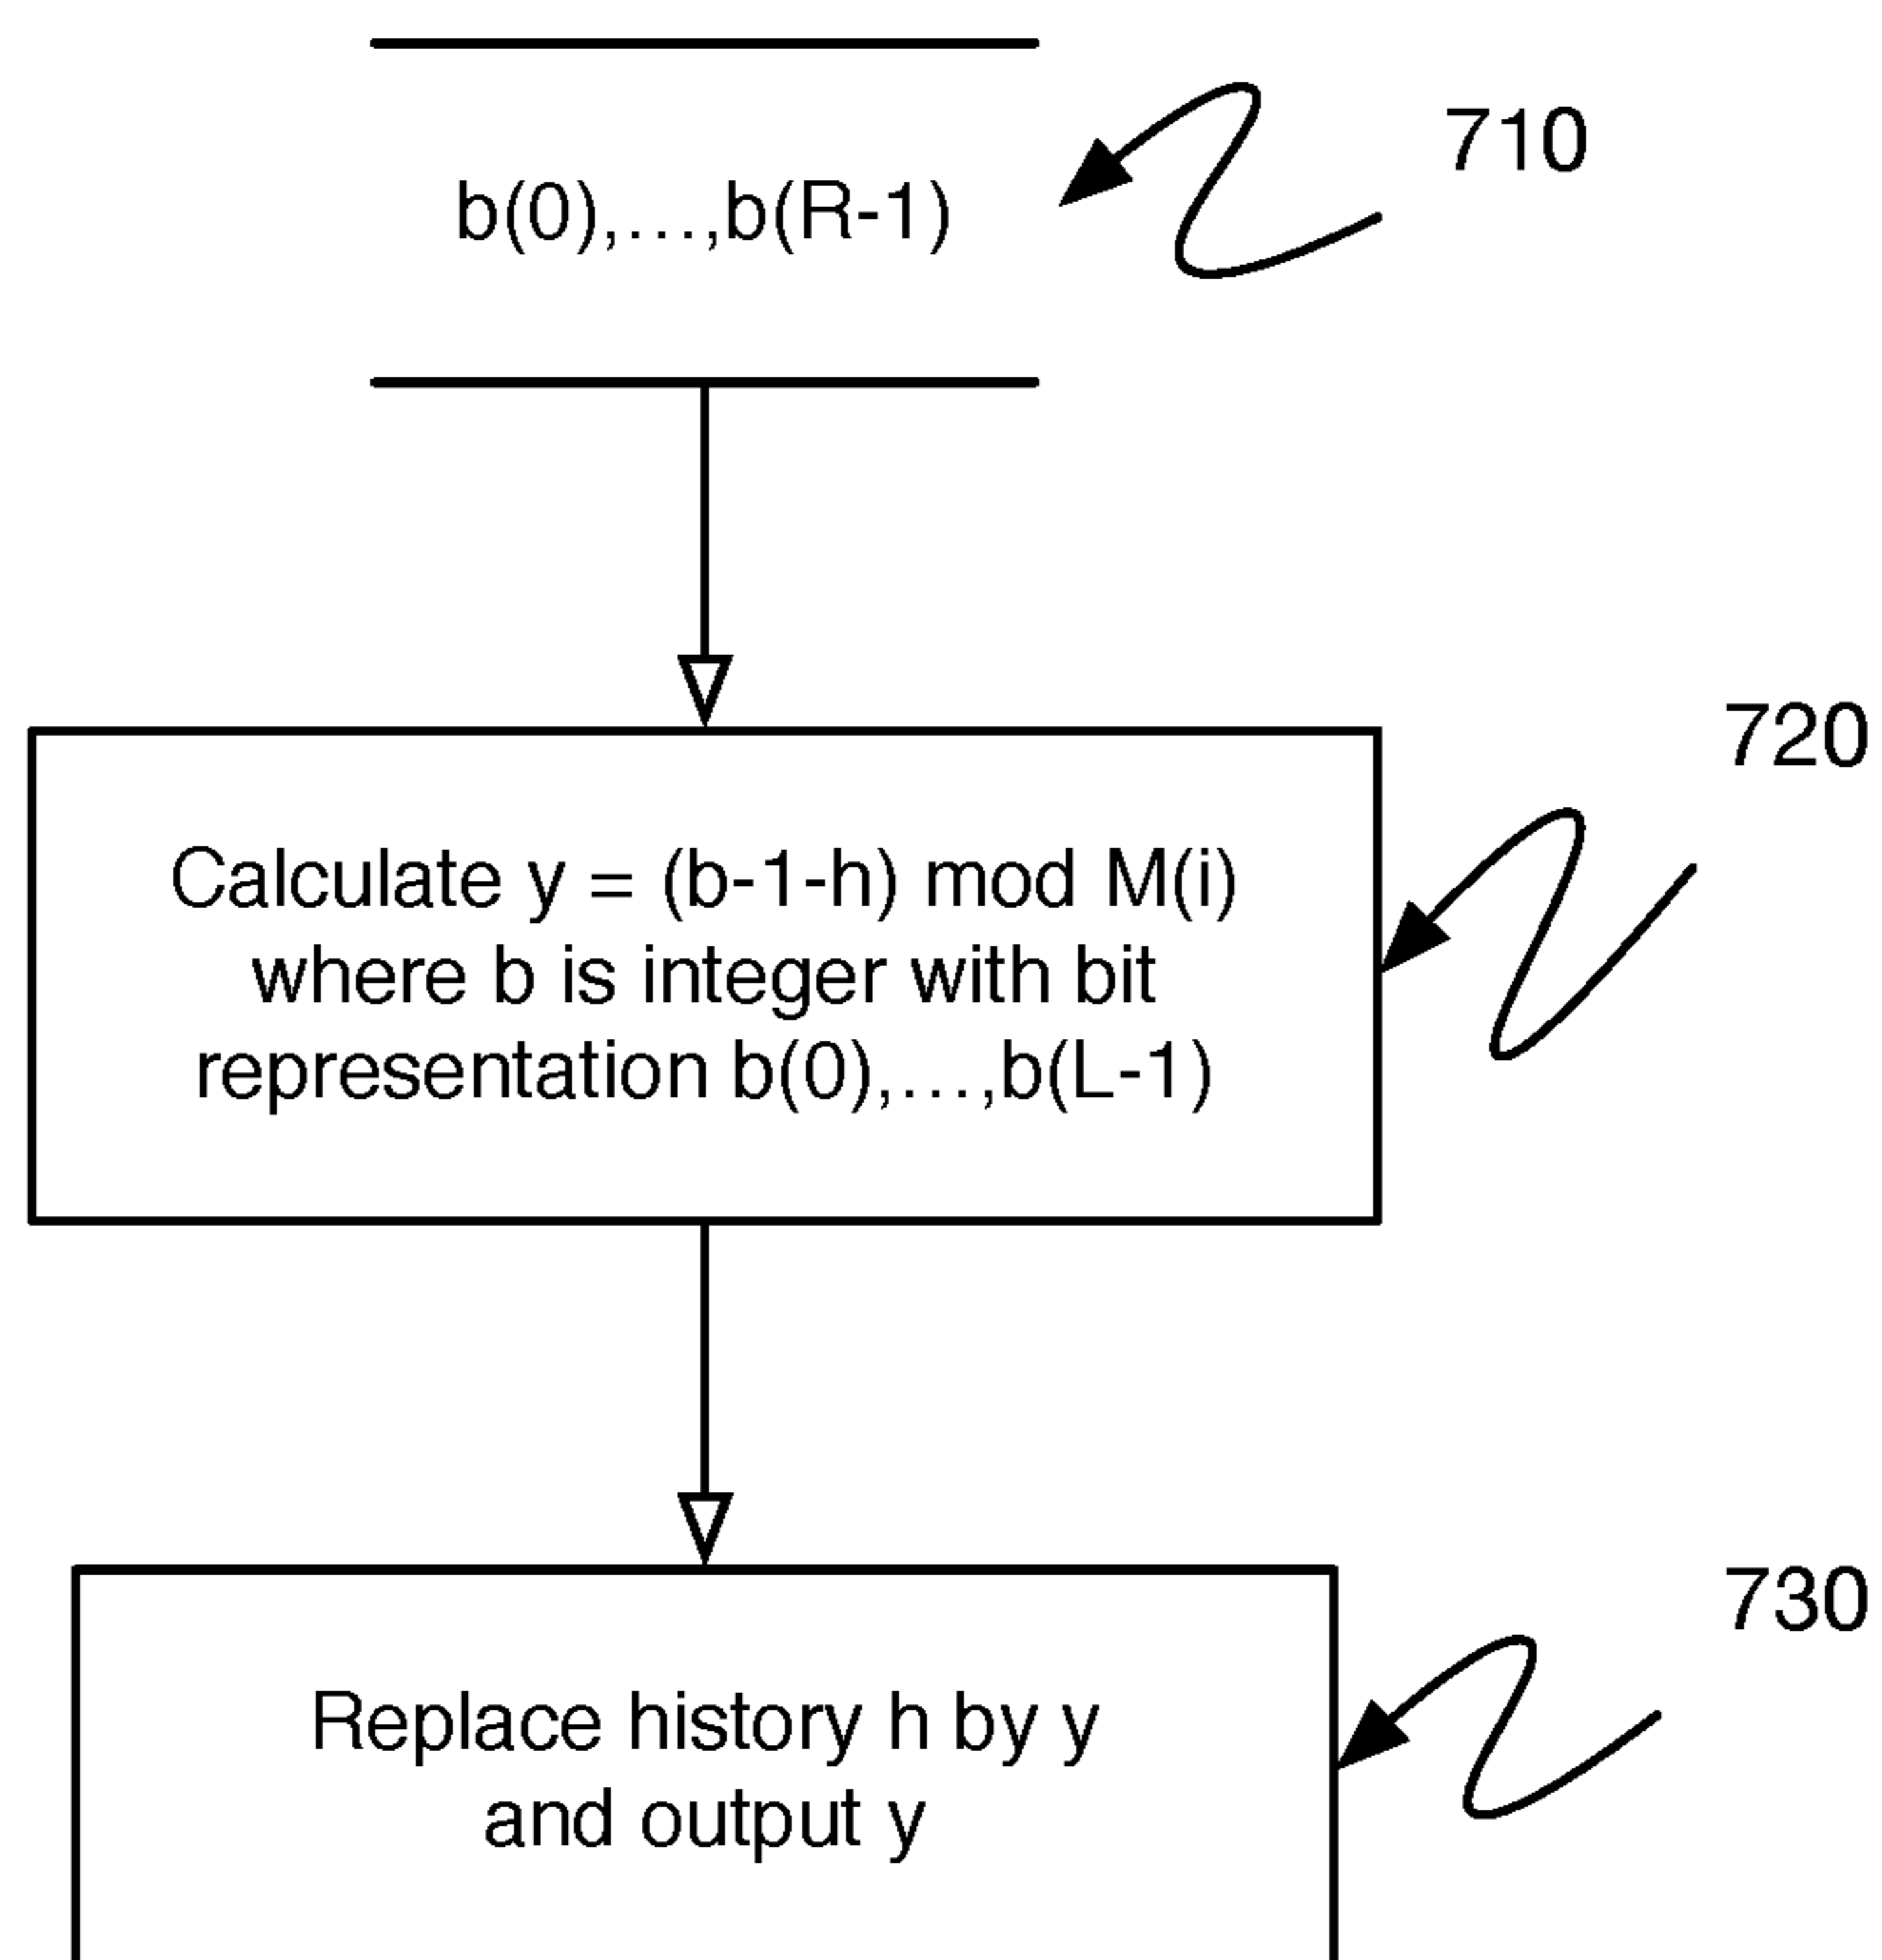 b(0),…,b(R-1)
710
720
Calculate y = (b-1-h) mod M(i)
where b is integer with bit
representation b(0),…,b(L-1)
730
Replace history h by y
and output y